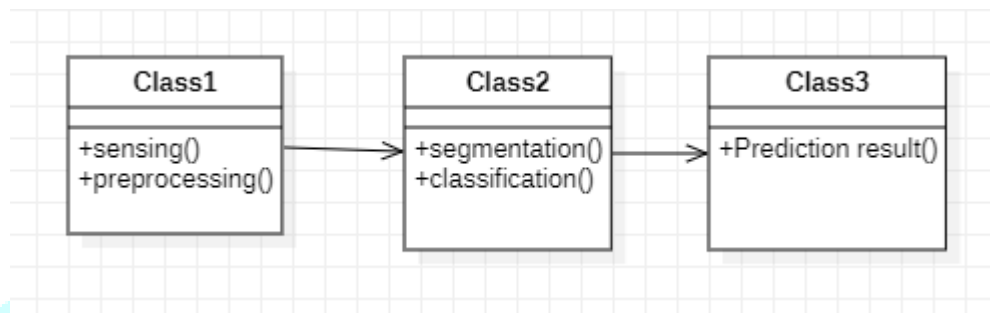 Class1
+sensing()
+preprocessing()
Class2
+segmentation()
+classification()
Class3
+Prediction result()